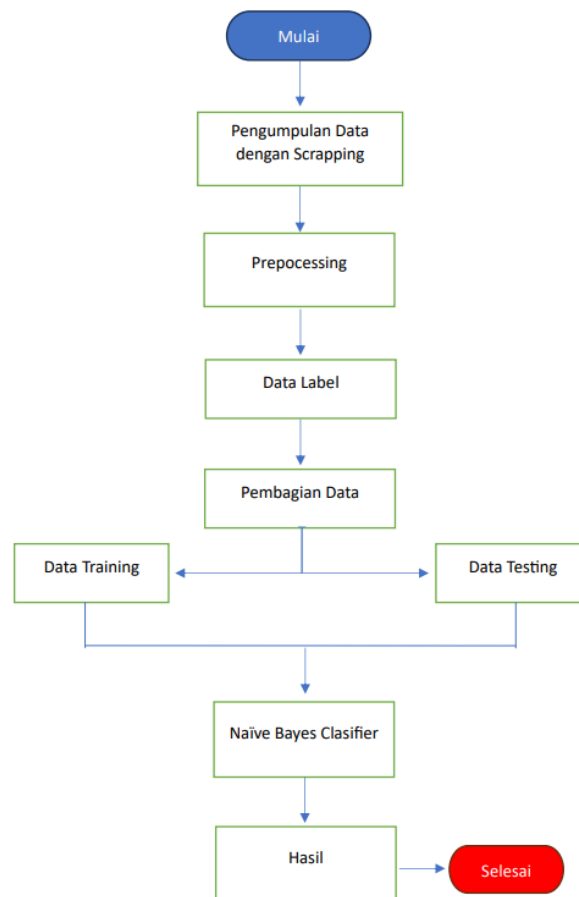 Mulai
Pengumpulan Data
dengan Scrapping
Prepocessing
Data Label
Pembagian Data
Data Training
Data Testing
Naïve Bayes Clasifier
Hasil
Selesai